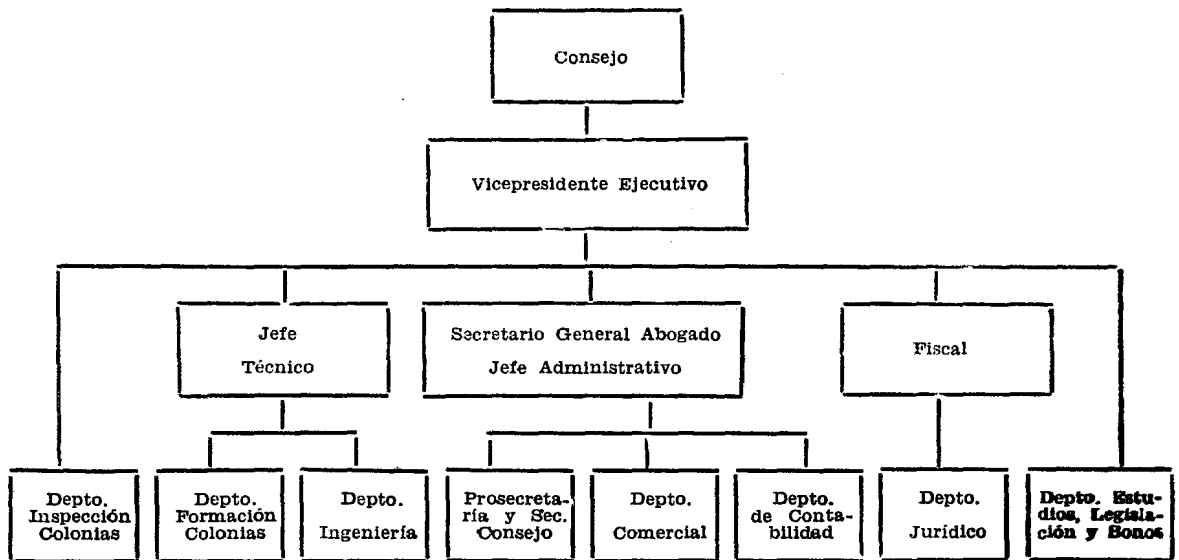 Consejo
Vicepresidente Ejecutivo
Jefe
Técnico
Secretario General Abogado
Jefe Administrativo
Fiscal
Depto.
Inspección
Colonias
Depto.
Formación
Colonias
Depto.
Ingeniería
Prosecreta-
ría y Sec.
Consejo
Depto.
Comercial
Depto.
de Conta-
bilidad
Depto.
Jurídico
Depto. Estu-
dios, Legisla-
ción y Bonos